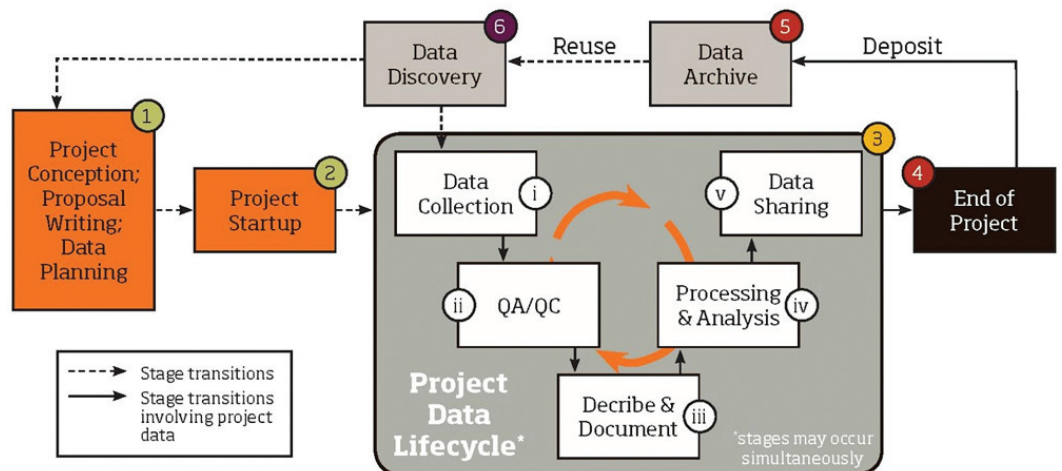 6
5
Data
Discovery
Reuse
Data
Archive
Deposit
1
Project
Conception;
Proposal
Writing;
Data
Planning
2
Project
Startup
3
Data
Collection
i
v
Data
Sharing
4
End of
Project
ii
QA/QC
Processing
& Analysis
iv
Decribe &
Document
iii
Project
Data
Lifecycle*
*stages may occur
simultaneously
Stage transitions
Stage transitions
involving project
data